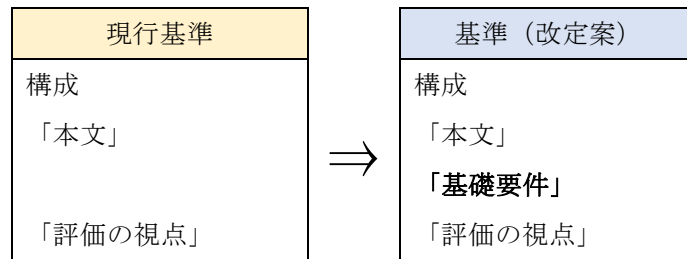 現行基準
構成
「本文」
「評価の視点」
⇒
基準（改定案）
構成
「本文」
「基礎要件」
「評価の視点」